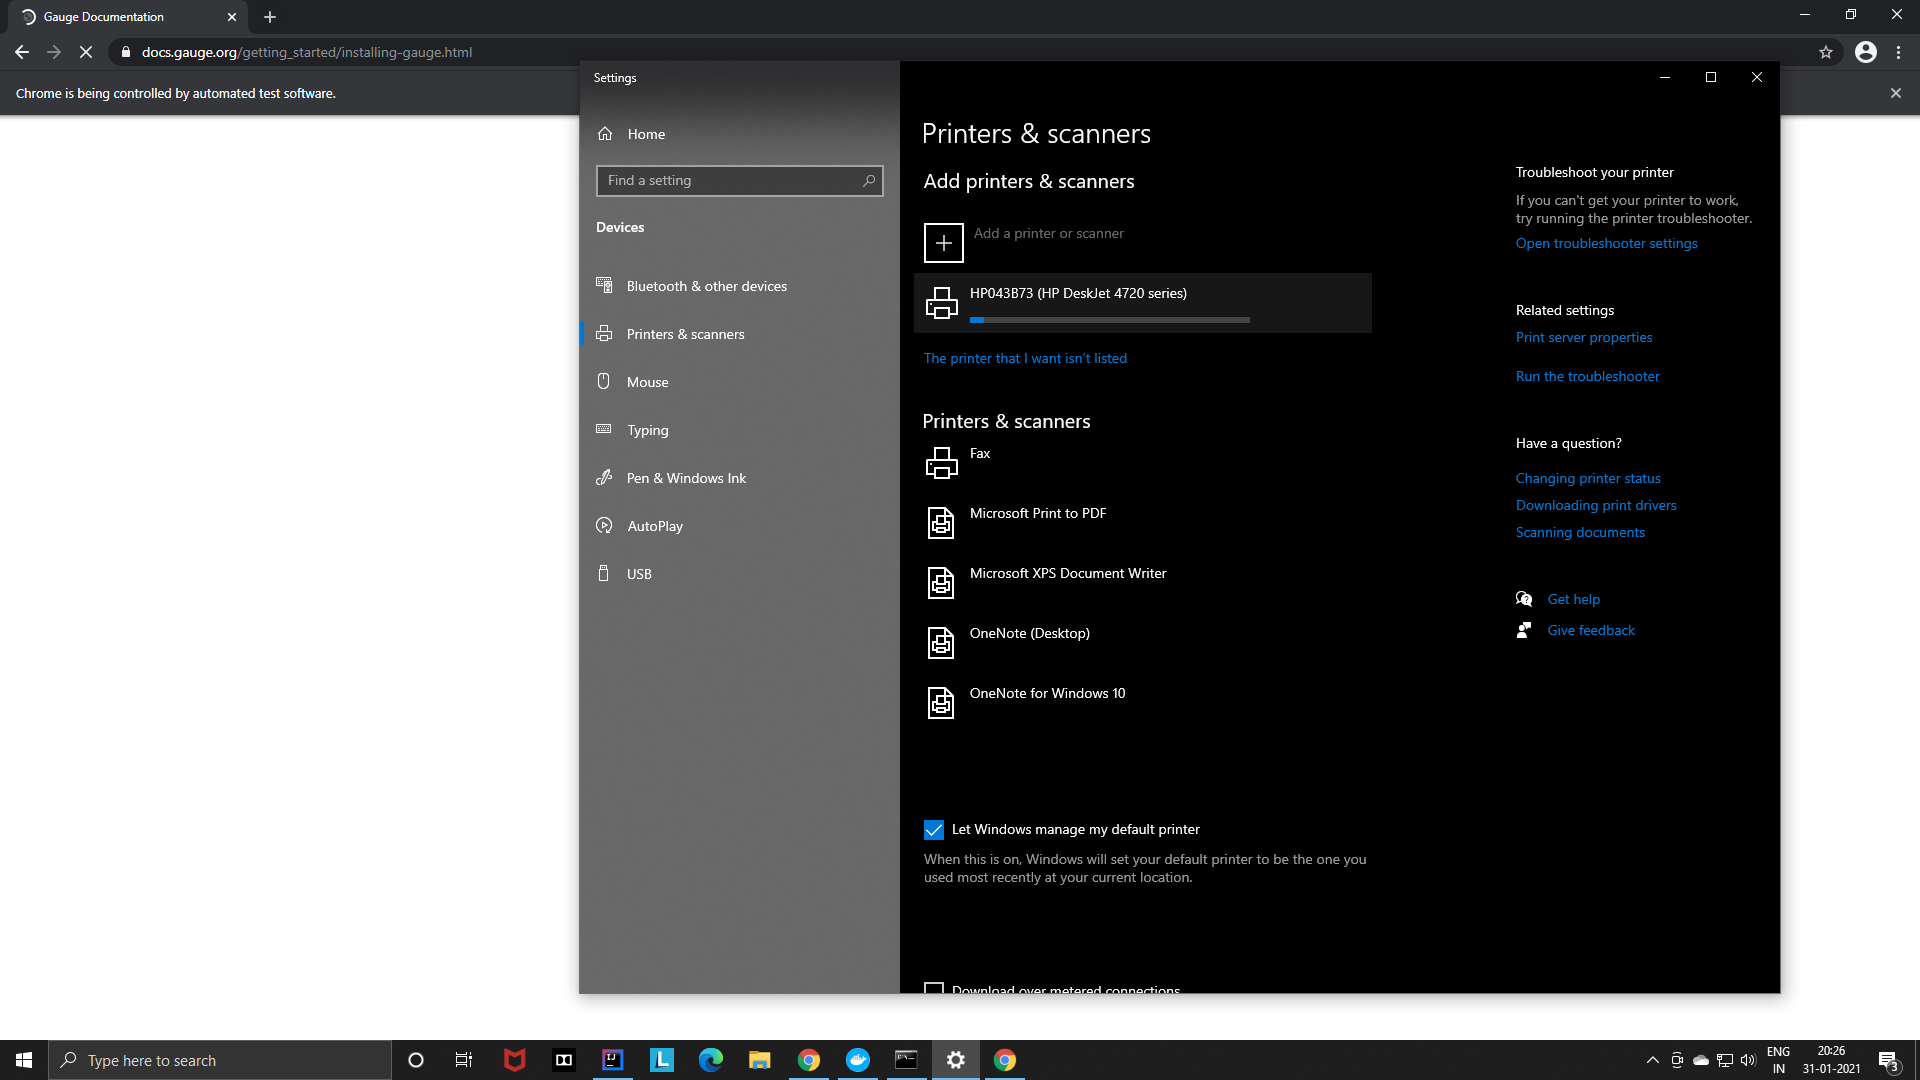 Gauge Documentation
docs.gauge.org/getting_started/installing-gauge.html
Chrome is being controlled by automated test software.
Settings
Home
Find a setting
Devices
Bluetooth & other devices
Printers & scanners
Mouse
Typing
Pen & Windows Ink
AutoPlay
USB
Printers & scanners
Add printers & scanners
Add a printer or scanner
HP043B73 (HP DeskJet 4720 series)
The printer that I want isn't listed
Printers & scanners
Fax
Microsoft Print to PDF
Microsoft XPS Document Writer
OneNote (Desktop)
OneNote for Windows 10
Let Windows manage my default printer
When this is on, Windows will set your default printer to be the one you
used most recently at your current location.
Download over metered connections
Troubleshoot your printer
If you can't get your printer to work,
try running the printer troubleshooter.
Open troubleshooter settings
Related settings
Print server properties
Run the troubleshooter
Have a question?
Changing printer status
Downloading print drivers
Scanning documents
Get help
Give feedback
Type here to search
IJ
L
ENG
IN
20:26
31-01-2021
3